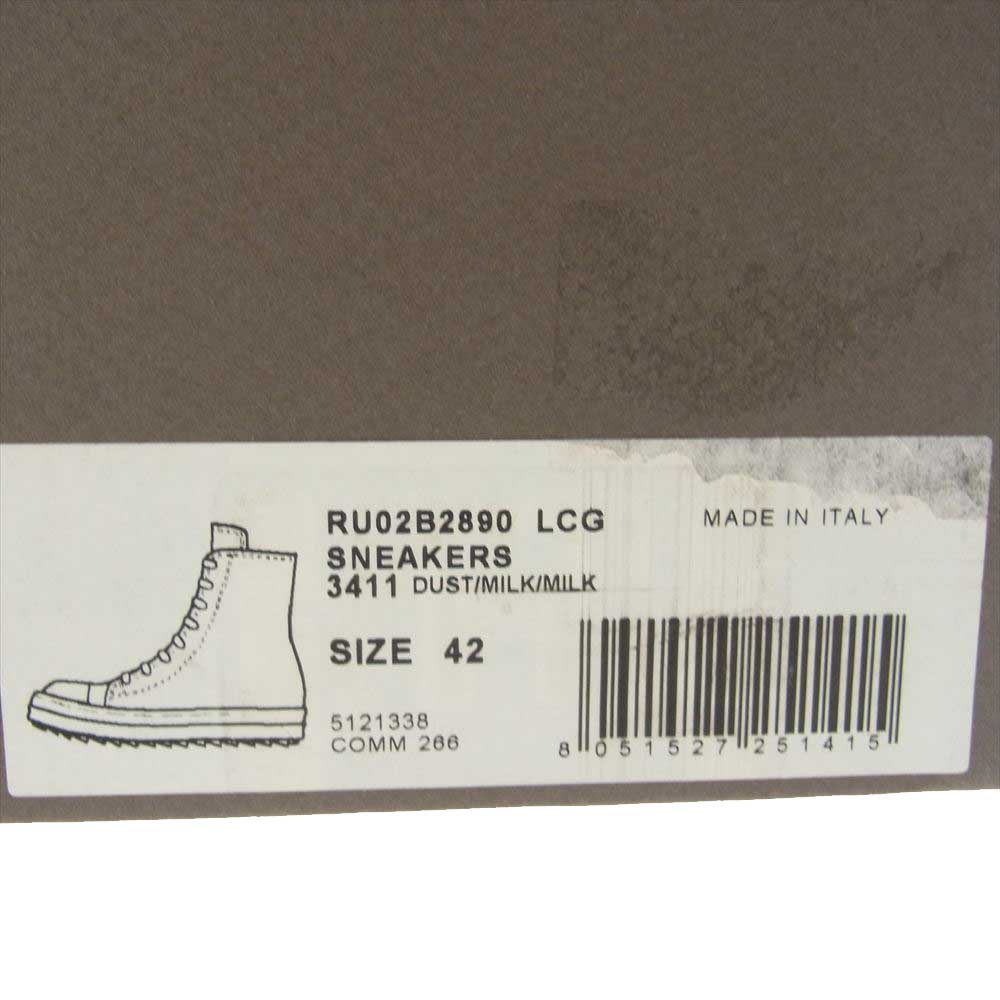 RU02B2890 LCG
MADE IN ITALY
SNEAKERS
3411 DUST/MILK/MILK
SIZE 42
5121338
COMM 266
8 051527 251415